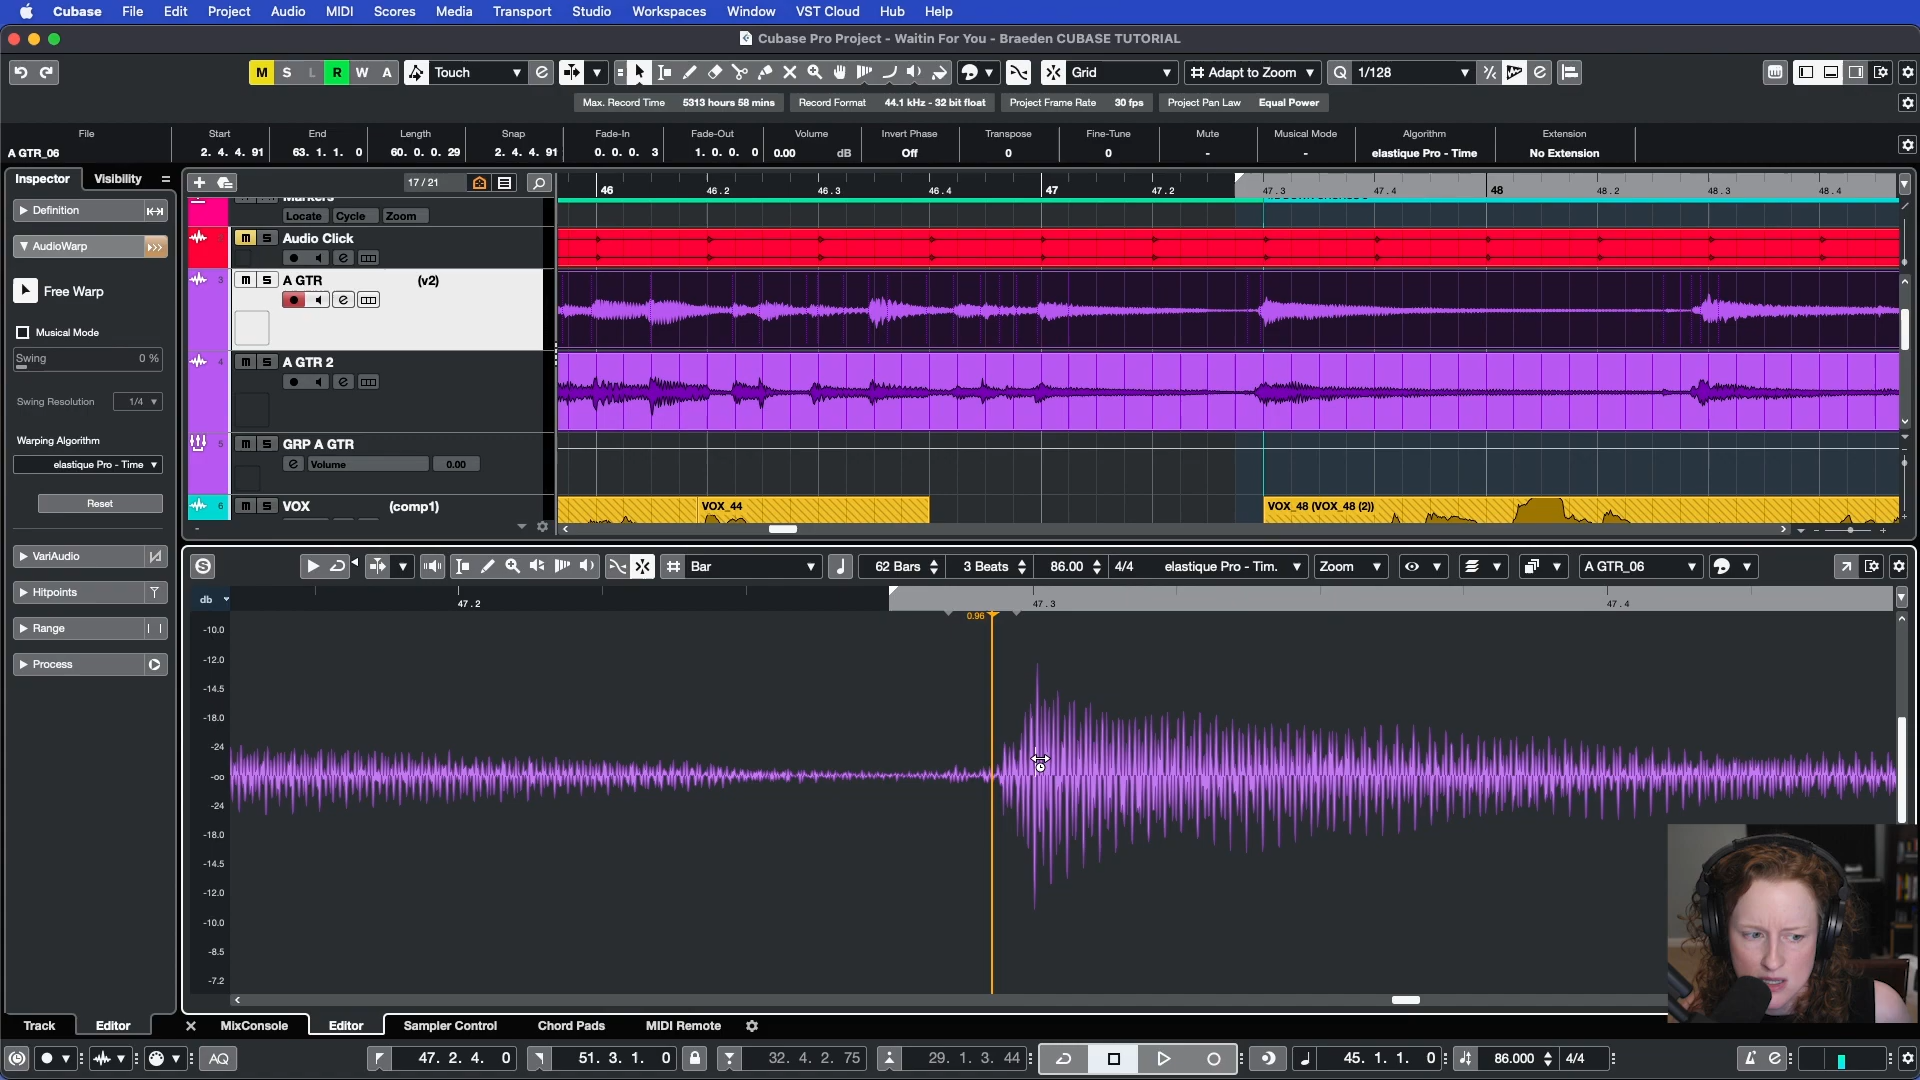 Cubase File Edit Project Audio MIDI Scores Media Transport Studio Workspaces Window VST Cloud Hub Help
Cubase Pro Project - Waitin For You - Braeden CUBASE TUTORIAL
M S L R W A Touch Grid Adapt to Zoom Q 1/128
Max. Record Time 5313 hours 58 mins Record Format 44.1 kHz - 32 bit float Project Frame Rate 30 fps Project Pan Law Equal Power
File Start End Length Snap Fade-In Fade-Out Volume Invert Phase Transpose Fine-Tune Mute Musical Mode Algorithm Extension
A GTR_06 2. 4. 4. 91 63. 1. 1. 0 60. 0. 0. 29 2. 4. 4. 91 0. 0. 0. 3 1. 0. 0. 0 0.00 dB Off 0 0 - - elastique Pro - Time No Extension
Inspector Visibility 17 / 21 46 46.2 46.3 46.4 47 47.2 47.3 47.4 48 48.2 48.3 48.4
Definition
Markers
Locate Cycle Zoom
AudioWarp
m S Audio Click
e
Free Warp
3 m S A GTR (v2)
e
Musical Mode
Swing 0 %
4 m S A GTR 2
e
Swing Resolution 1/4
Warping Algorithm
elastique Pro - Time
5 m S GRP A GTR
e Volume 0.00
Reset
6 m S VOX (comp1) VOX_44 VOX_48 (VOX_48 (2))
VariAudio
Hitpoints
Range
Process
S Bar 62 Bars 3 Beats 86.00 4/4 elastique Pro - Tim. Zoom A GTR_06
db 47.2 47.3 47.4
0.96
-10.0
-12.0
-14.5
-18.0
-24
-oo
-24
-18.0
-14.5
-12.0
-10.0
-8.5
-7.2
Track Editor MixConsole Editor Sampler Control Chord Pads MIDI Remote
AQ 47. 2. 4. 0 51. 3. 1. 0 32. 4. 2. 75 29. 1. 3. 44 45. 1. 1. 0 86.000 4/4 e